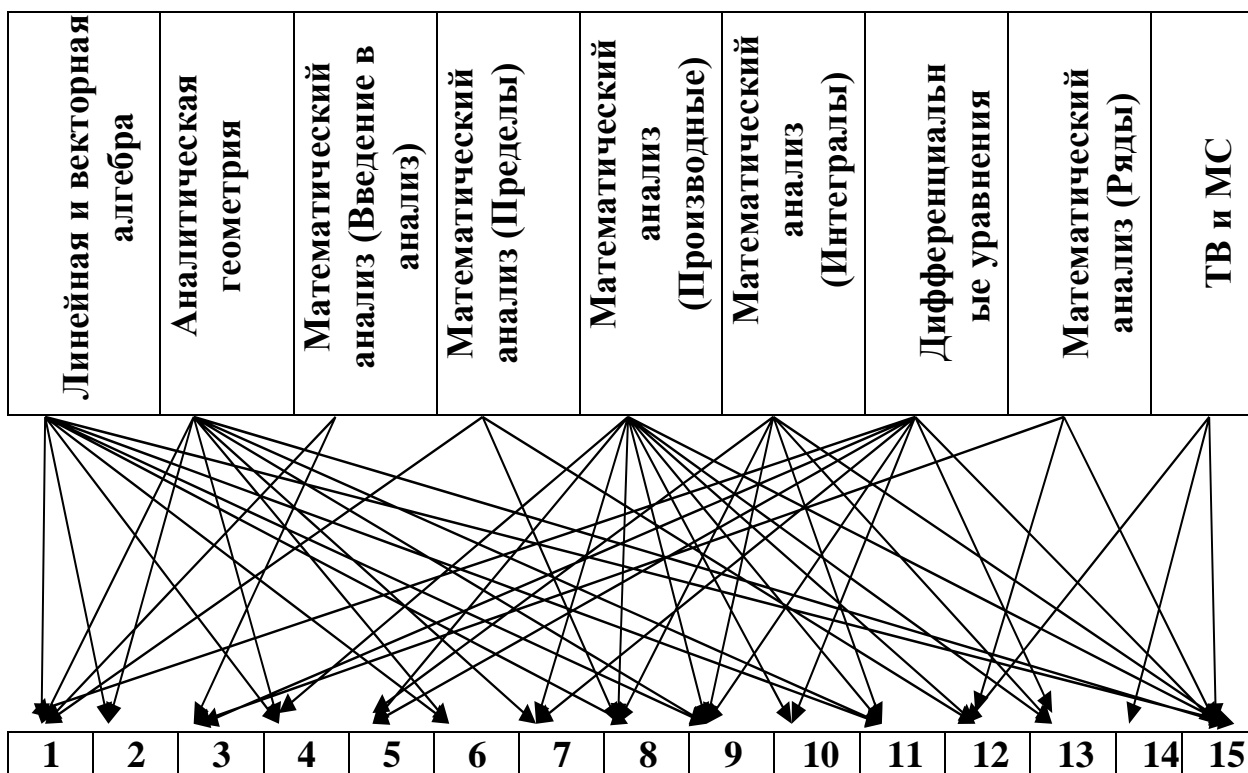 Линейная и векторная
алгебра
Аналитическая
геометрия
Математический
анализ (Введение в
анализ)
Математический
анализ (Пределы)
Математический
анализ
(Производные)
Математический
анализ
(Интегралы)
Дифференциальн
ые уравнения
Математический
анализ (Ряды)
ТВ и МС
1 2 3 4 5 6 7 8 9 10 11 12 13 14 15